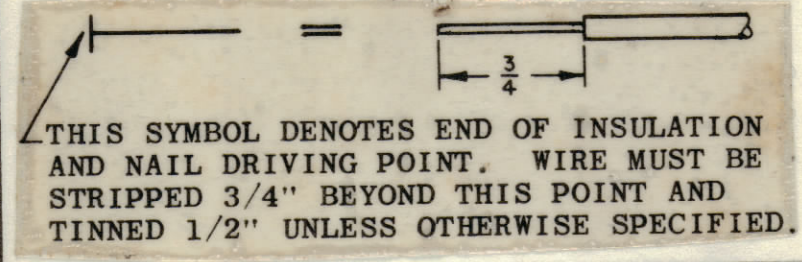 3/4
THIS SYMBOL DENOTES END OF INSULATION
AND NAIL DRIVING POINT. WIRE MUST BE
STRIPPED 3/4" BEYOND THIS POINT AND
TINNED 1/2" UNLESS OTHERWISE SPECIFIED.